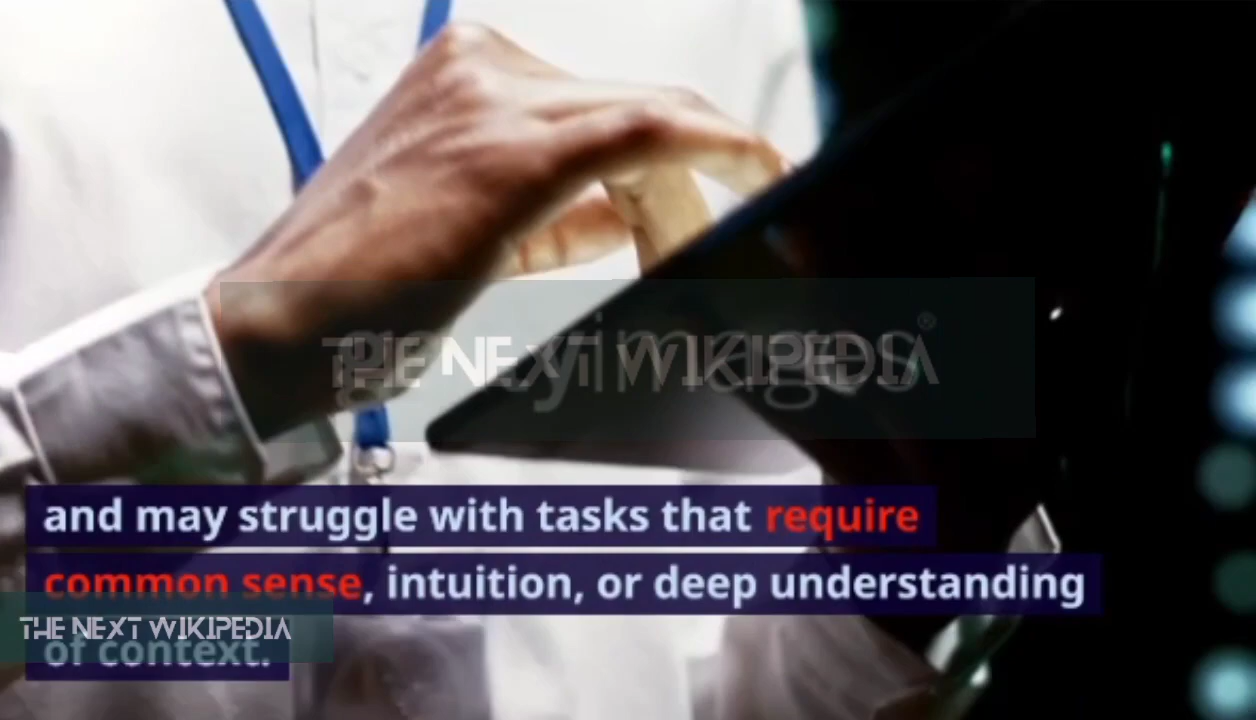 THE NEXT WIKIPEDIA
gettyimages®
and may struggle with tasks that require
common sense, intuition, or deep understanding
THE NEXT WIKIPEDIA
of context.